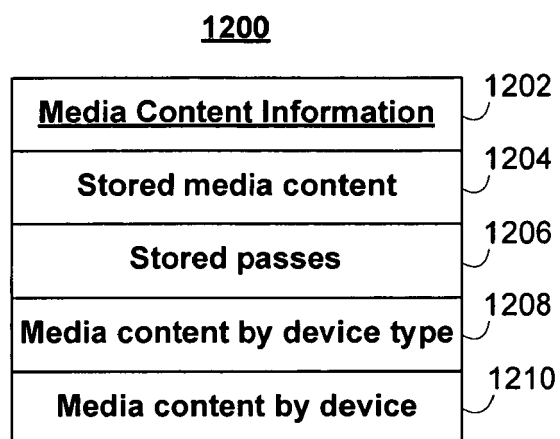 1200
Media Content Information 1202
Stored media content 1204
Stored passes 1206
Media content by device type 1208
Media content by device 1210